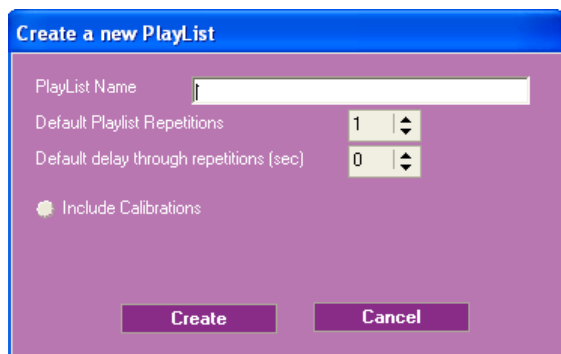 Create a new PlayList
PlayList Name
Default Playlist Repetitions 1
Default delay through repetitions (sec) 0
Include Calibrations
Create Cancel